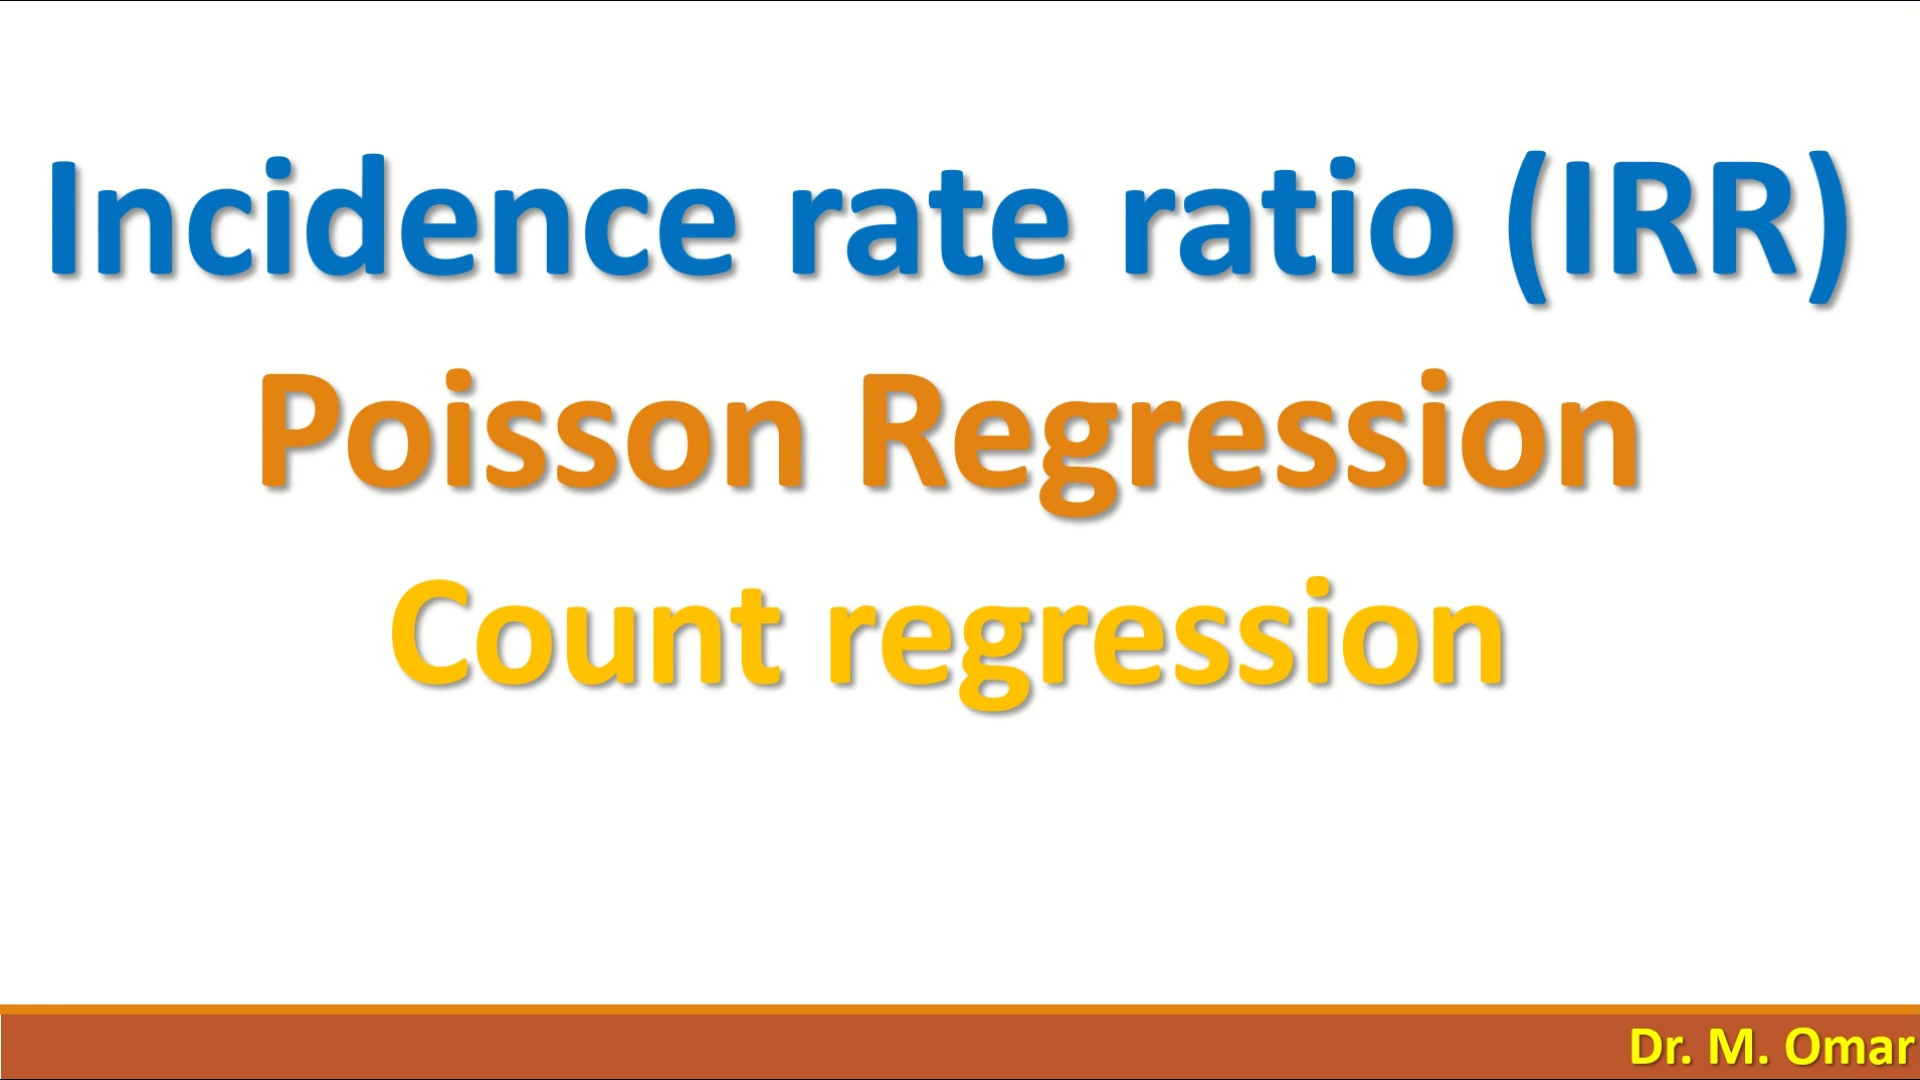 Incidence rate ratio (IRR)
Poisson Regression
Count regression
Dr. M. Omar